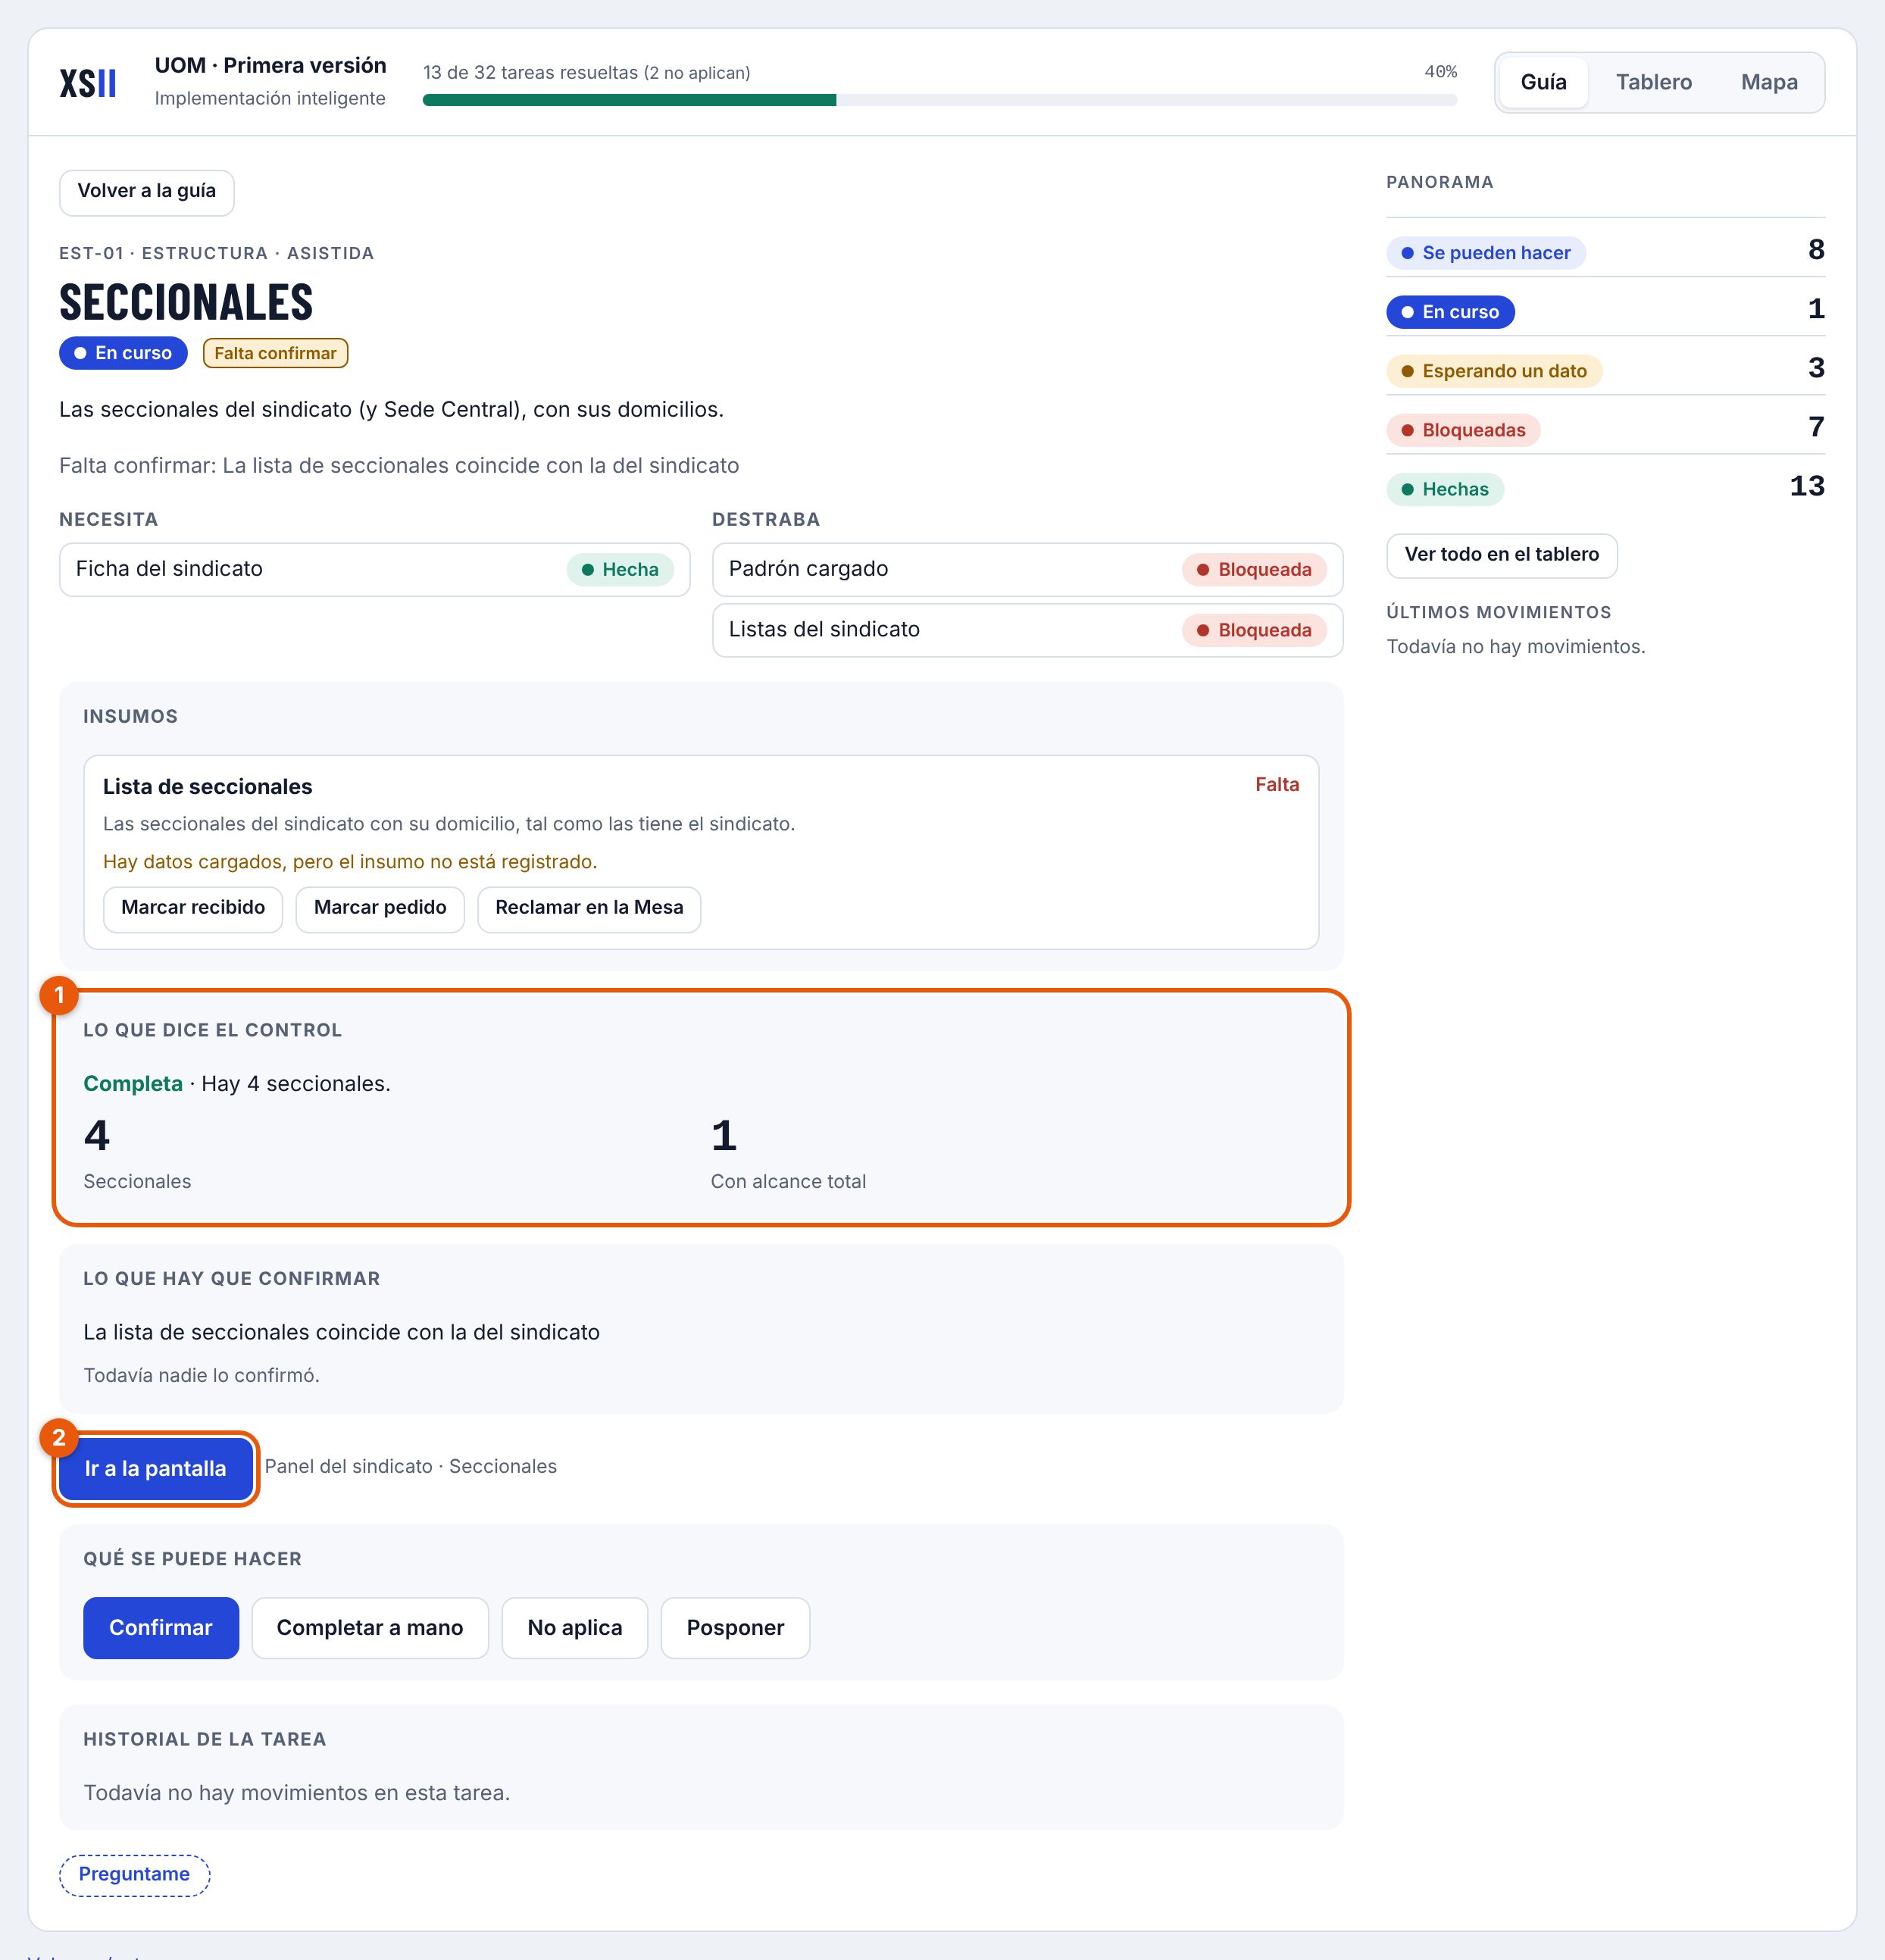 XSII
UOM · Primera versión
Implementación inteligente
13 de 32 tareas resueltas (2 no aplican)
40%
Guía
Tablero
Mapa
Volver a la guía
EST-01 · ESTRUCTURA · ASISTIDA
SECCIONALES
En curso
Falta confirmar
Las seccionales del sindicato (y Sede Central), con sus domicilios.
Falta confirmar: La lista de seccionales coincide con la del sindicato
NECESITA
Ficha del sindicato
Hecha
DESTRABA
Padrón cargado
Bloqueada
Listas del sindicato
Bloqueada
INSUMOS
Lista de seccionales
Falta
Las seccionales del sindicato con su domicilio, tal como las tiene el sindicato.
Hay datos cargados, pero el insumo no está registrado.
Marcar recibido
Marcar pedido
Reclamar en la Mesa
1
LO QUE DICE EL CONTROL
Completa · Hay 4 seccionales.
4
Seccionales
1
Con alcance total
LO QUE HAY QUE CONFIRMAR
La lista de seccionales coincide con la del sindicato
Todavía nadie lo confirmó.
2
Ir a la pantalla
Panel del sindicato · Seccionales
QUÉ SE PUEDE HACER
Confirmar
Completar a mano
No aplica
Posponer
HISTORIAL DE LA TAREA
Todavía no hay movimientos en esta tarea.
Preguntame
PANORAMA
Se pueden hacer
8
En curso
1
Esperando un dato
3
Bloqueadas
7
Hechas
13
Ver todo en el tablero
ÚLTIMOS MOVIMIENTOS
Todavía no hay movimientos.